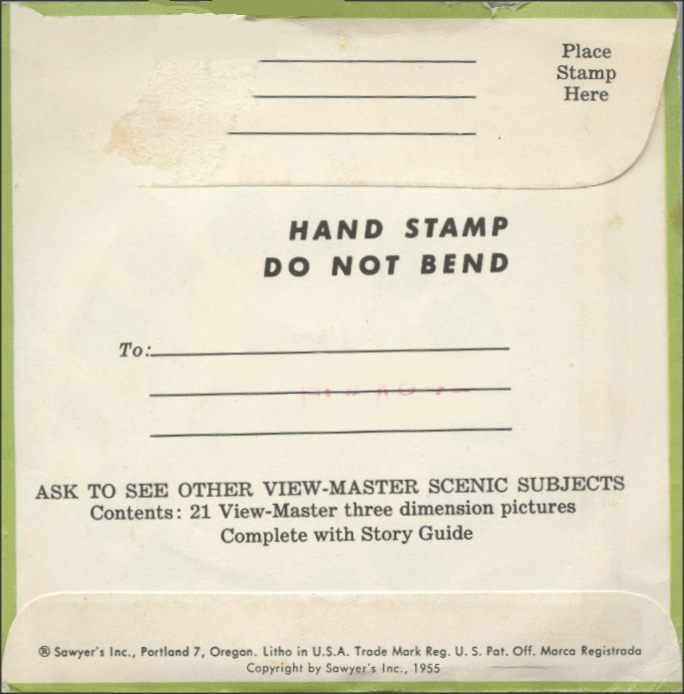 Place
Stamp
Here
HAND STAMP
DO NOT BEND
To:
ASK TO SEE OTHER VIEW-MASTER SCENIC SUBJECTS
Contents: 21 View-Master three dimension pictures
Complete with Story Guide
® Sawyer's Inc., Portland 7, Oregon. Litho in U.S.A. Trade Mark Reg. U. S. Pat. Off. Marca Registrada
Copyright by Sawyer's Inc., 1955